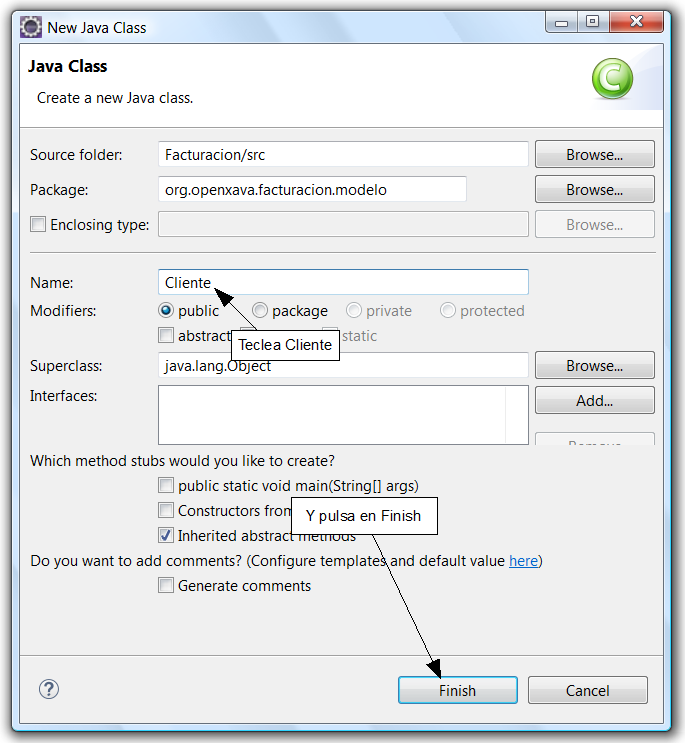 New Java Class
Java Class
Create a new Java class.
Source folder: Facturacion/src Browse...
Package: org.openxava.facturacion.modelo Browse...
Enclosing type: Browse...
Name: Cliente
Modifiers: public package private protected
abstract static
Teclea Cliente
Superclass: java.lang.Object Browse...
Interfaces: Add...
Which method stubs would you like to create?
public static void main(String[] args)
Constructors from
Y pulsa en Finish
Inherited abstract methods
Do you want to add comments? (Configure templates and default value here)
Generate comments
Finish Cancel